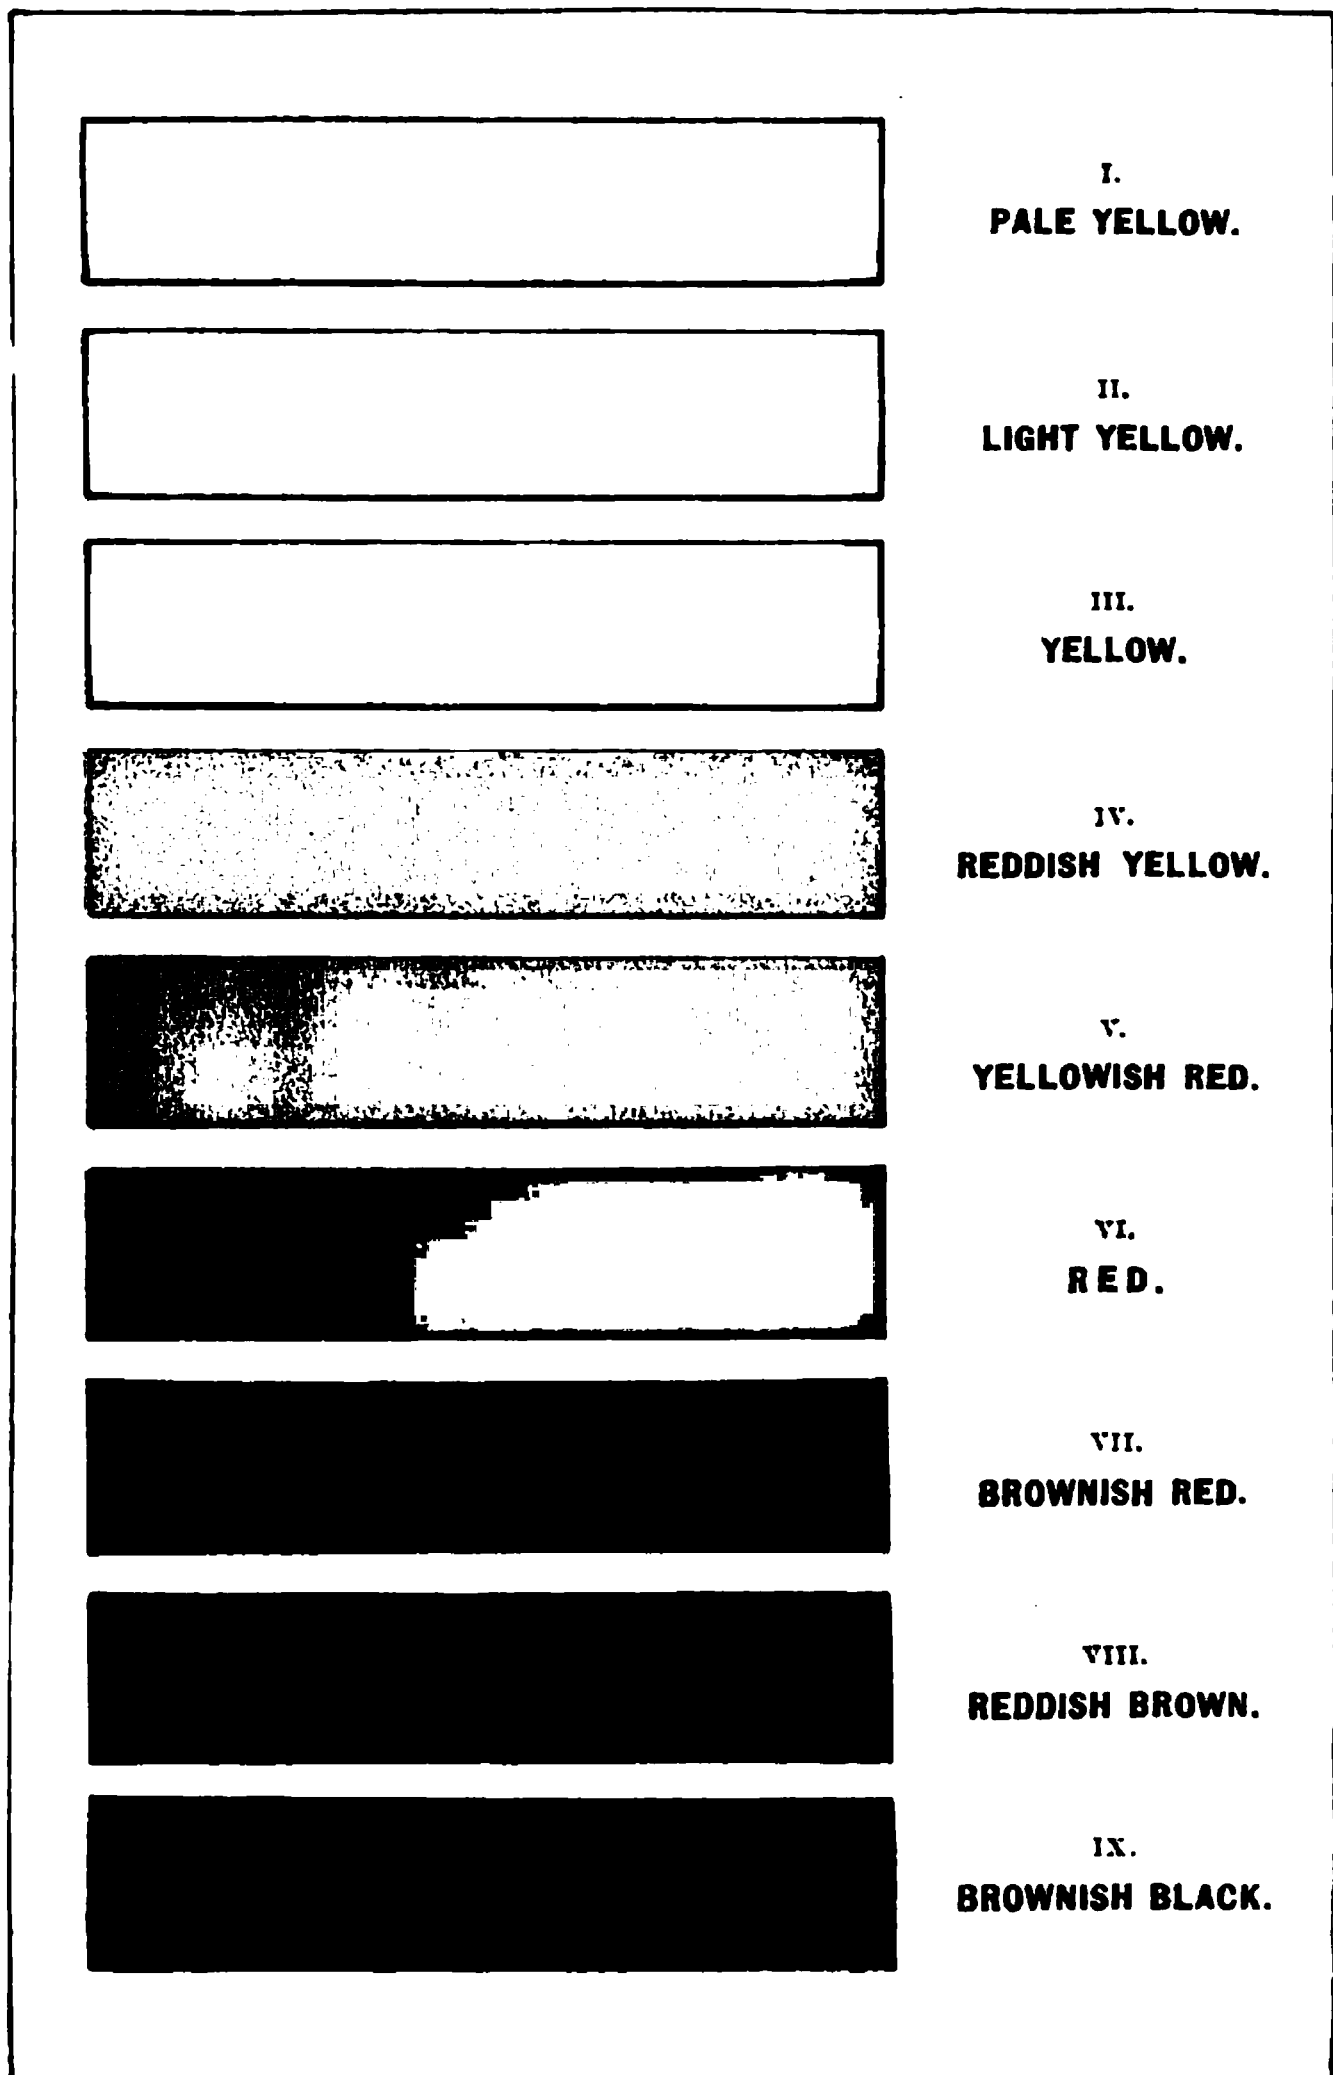 I.
PALE YELLOW.
II.
LIGHT YELLOW.
III.
YELLOW.
IV.
REDDISH YELLOW.
V.
YELLOWISH RED.
VI.
RED.
VII.
BROWNISH RED.
VIII.
REDDISH BROWN.
IX.
BROWNISH BLACK.